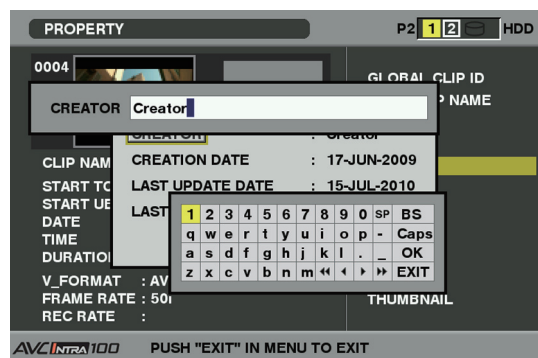 PROPERTY
P2 1 2 HDD
0004
GLOBAL CLIP ID
P NAME
CREATOR Creator
CREATOR : Creator
CLIP NAM
CREATION DATE : 17-JUN-2009
START TC
LAST UPDATE DATE : 15-JUL-2010
START UB
LAST
DATE
TIME
DURATIO
1 2 3 4 5 6 7 8 9 0 SP BS
q w e r t y u i o p - Caps
a s d f g h j k l . _ OK
z x c v b n m EXIT
V_FORMAT : AV
FRAME RATE : 50i
REC RATE :
THUMBNAIL
AVC INTRA 100 PUSH "EXIT" IN MENU TO EXIT